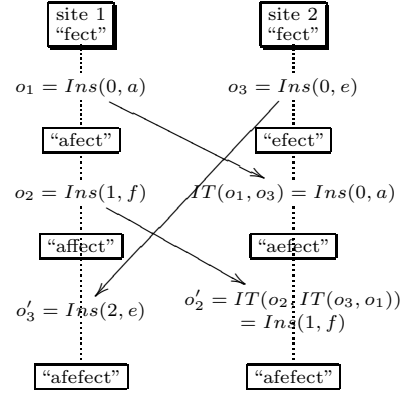 site 1
“fect”
site 2
“fect”
o₁ = Ins(0, a)
o₃ = Ins(0, e)
“afect”
“efect”
o₂ = Ins(1, f)
IT(o₁, o₃) = Ins(0, a)
“affect”
“aefect”
o′₃ = Ins(2, e)
o′₂ = IT(o₂, IT(o₃, o₁))
= Ins(1, f)
“afefect”
“afefect”